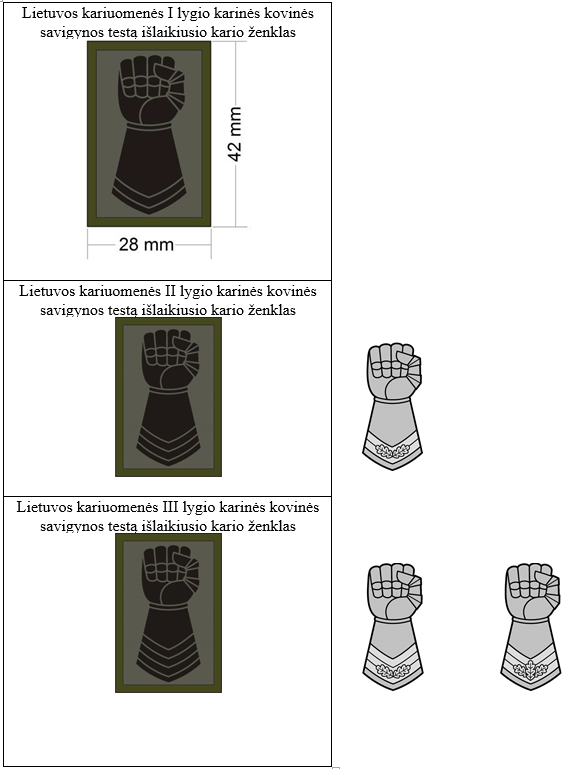 Lietuvos kariuomenės I lygio karinės kovinės
savigynos testą išlaikiusio kario ženklas
42 mm
28 mm
Lietuvos kariuomenės II lygio karinės kovinės
savigynos testą išlaikiusio kario ženklas
Lietuvos kariuomenės III lygio karinės kovinės
savigynos testą išlaikiusio kario ženklas